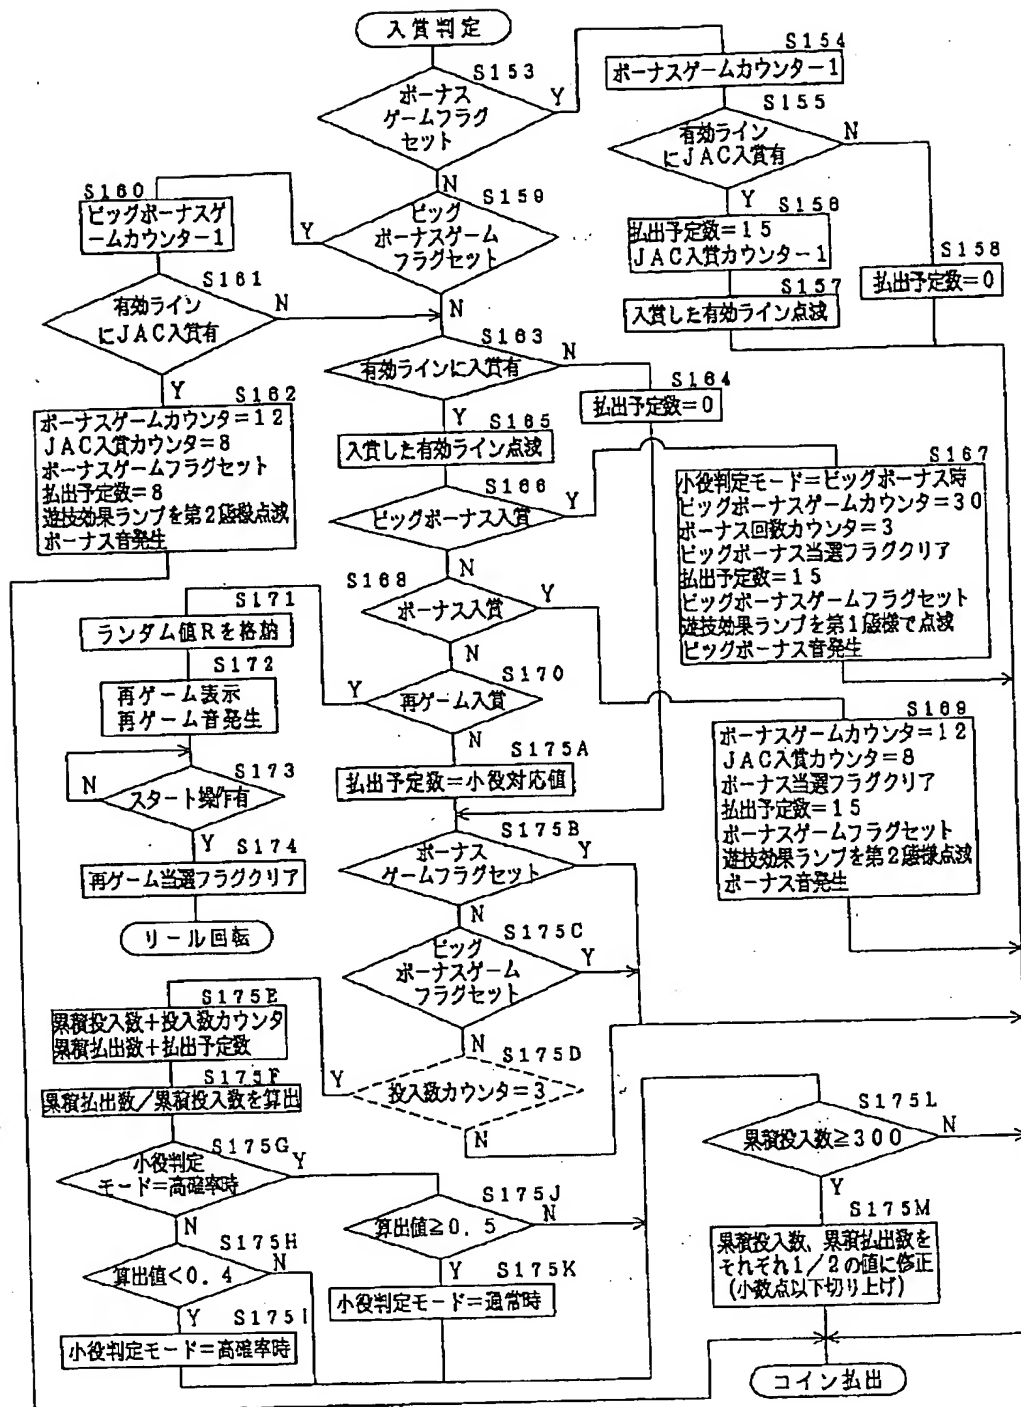 入賞判定
S153
ボーナス
ゲームフラグ
セット
Y
N
S154
ボーナスゲームカウンタ−1
S155
有効ライン
にJAC入賞有
N
Y
S156
払出予定数=15
JAC入賞カウンタ−1
S157
入賞した有効ライン点滅
S158
払出予定数=0
S159
ビッグ
ボーナスゲーム
フラグセット
Y
N
S160
ビッグボーナスゲ
ームカウンタ−1
S161
有効ライン
にJAC入賞有
N
Y
S162
ボーナスゲームカウンタ=12
JAC入賞カウンタ=8
ボーナスゲームフラグセット
払出予定数=8
遊技効果ランプを第2態様点滅
ボーナス音発生
S163
有効ラインに入賞有
N
Y
S164
払出予定数=0
S165
入賞した有効ライン点滅
S166
ビッグボーナス入賞
Y
N
S167
小役判定モード=ビッグボーナス時
ビッグボーナスゲームカウンタ=30
ボーナス回数カウンタ=3
ビッグボーナス当選フラグクリア
払出予定数=15
ビッグボーナスゲームフラグセット
遊技効果ランプを第1態様で点滅
ビッグボーナス音発生
S168
ボーナス入賞
Y
N
S169
ボーナスゲームカウンタ=12
JAC入賞カウンタ=8
ボーナス当選フラグクリア
払出予定数=15
ボーナスゲームフラグセット
遊技効果ランプを第2態様点滅
ボーナス音発生
S170
再ゲーム入賞
Y
N
S171
ランダム値Rを格納
S172
再ゲーム表示
再ゲーム音発生
S173
スタート操作有
N
Y
S174
再ゲーム当選フラグクリア
リール回転
S175A
払出予定数=小役対応値
S175B
ボーナス
ゲームフラグセット
Y
N
S175C
ビッグ
ボーナスゲーム
フラグセット
Y
N
S175D
投入数カウンタ=3
Y
N
S175E
累積投入数+投入数カウンタ
累積払出数+払出予定数
S175F
累積払出数/累積投入数を算出
S175G
小役判定
モード=高確率時
Y
N
S175H
算出値<0.4
N
Y
S175I
小役判定モード=高確率時
S175J
算出値≧0.5
N
Y
S175K
小役判定モード=通常時
S175L
累積投入数≧300
N
Y
S175M
累積投入数、累積払出数を
それぞれ1/2の値に修正
(小数点以下切り上げ)
コイン払出